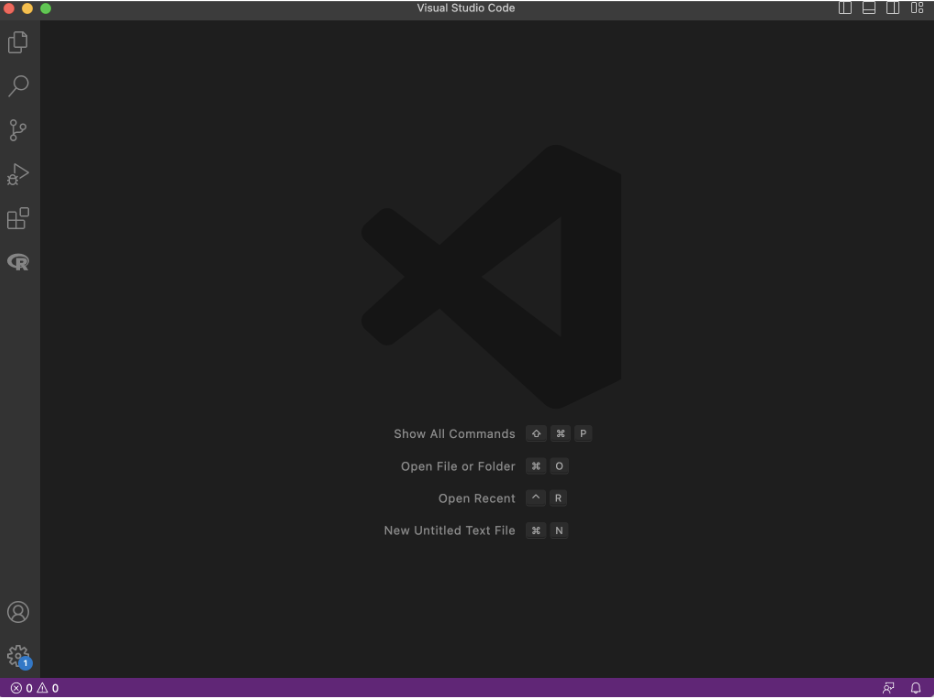 Visual Studio Code
R
Show All Commands ⇧ ⌘ P
Open File or Folder ⌘ O
Open Recent ^ R
New Untitled Text File ⌘ N
1
0 0